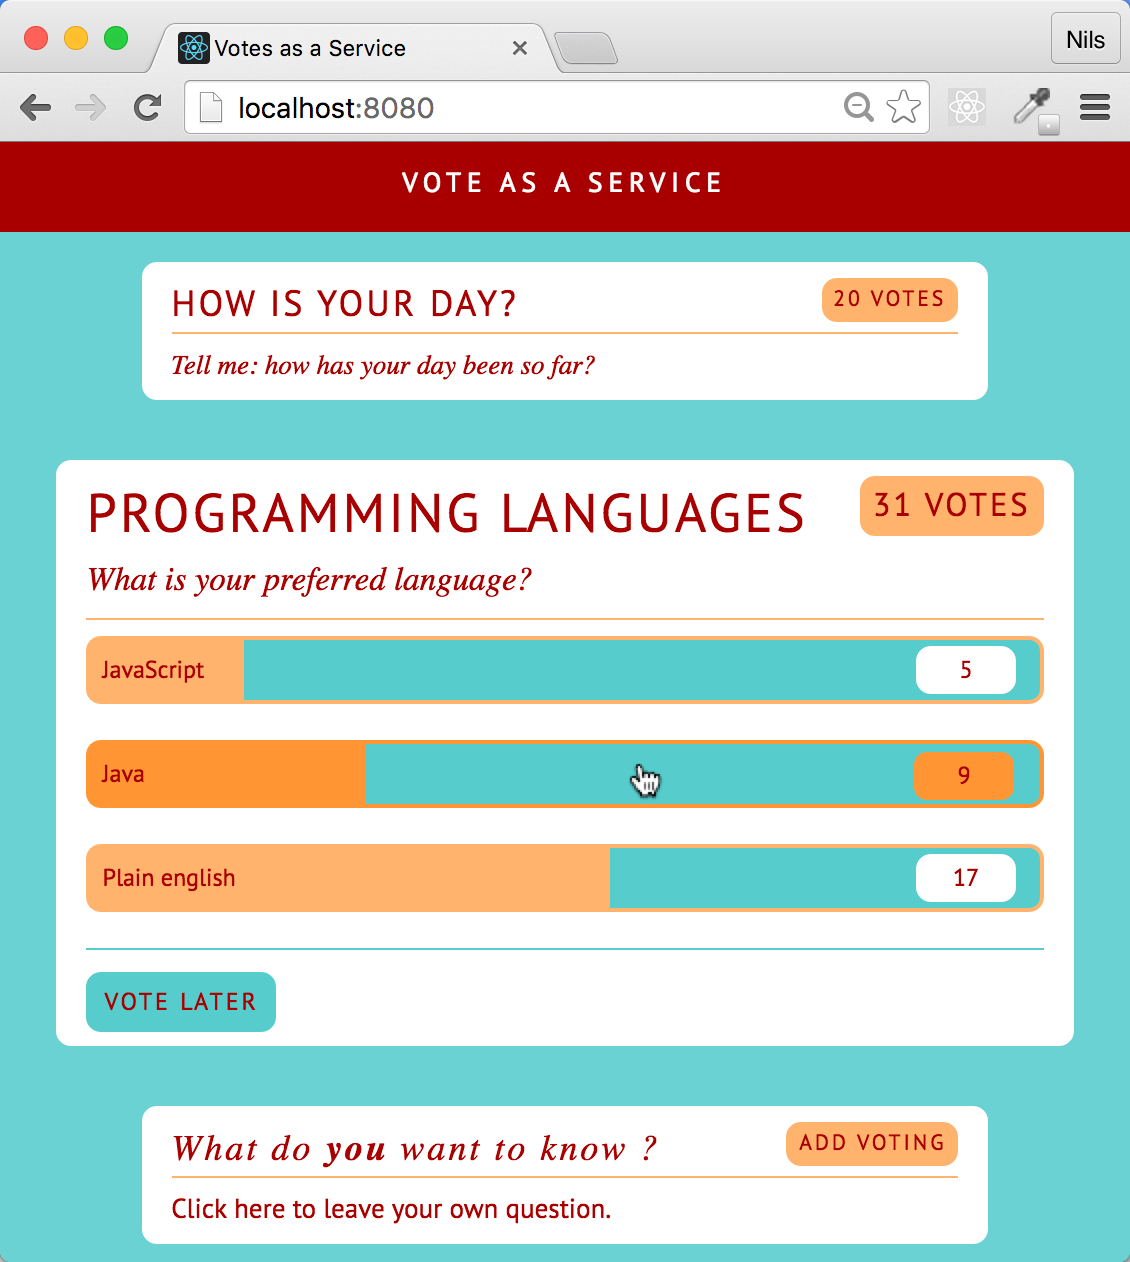 Votes as a Service
Nils
localhost:8080
VOTE AS A SERVICE
HOW IS YOUR DAY?
20 VOTES
Tell me: how has your day been so far?
PROGRAMMING LANGUAGES
31 VOTES
What is your preferred language?
JavaScript
5
Java
9
Plain english
17
VOTE LATER
What do you want to know ?
ADD VOTING
Click here to leave your own question.